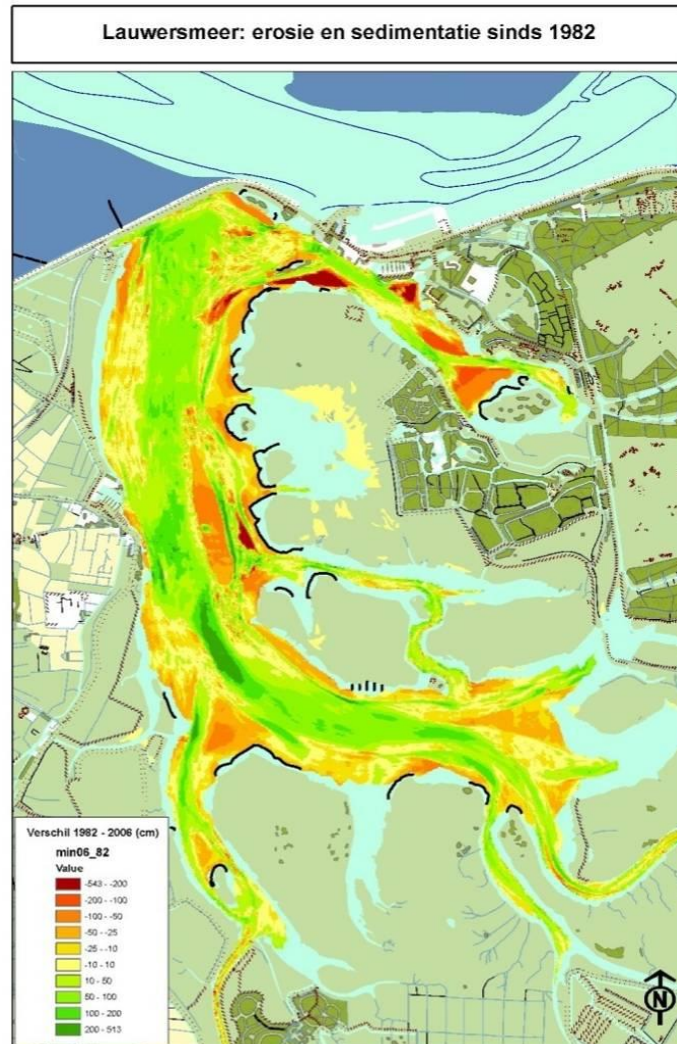 Lauwersmeer: erosie en sedimentatie sinds 1982
Verschil 1982 - 2006 (cm)
min06_82
Value
-543 - -200
-200 - -100
-100 - -50
-50 - -25
-25 - -10
-10 - 10
10 - 50
50 - 100
100 - 200
200 - 513
N